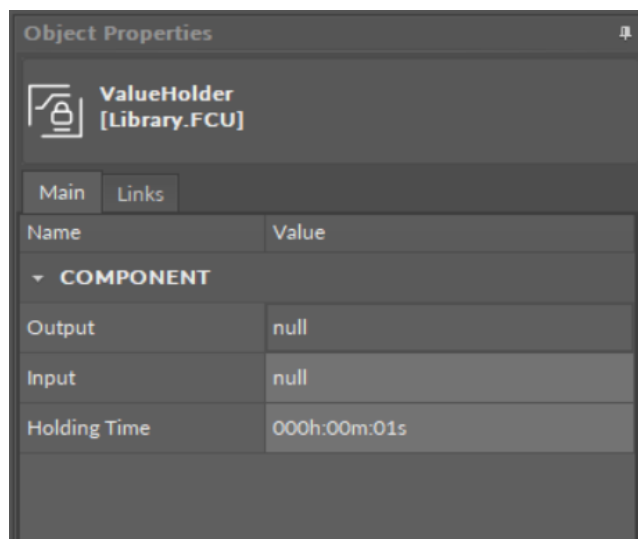 Object Properties
ValueHolder
[Library.FCU]
Main Links
Name Value
COMPONENT
Output null
Input null
Holding Time 000h:00m:01s